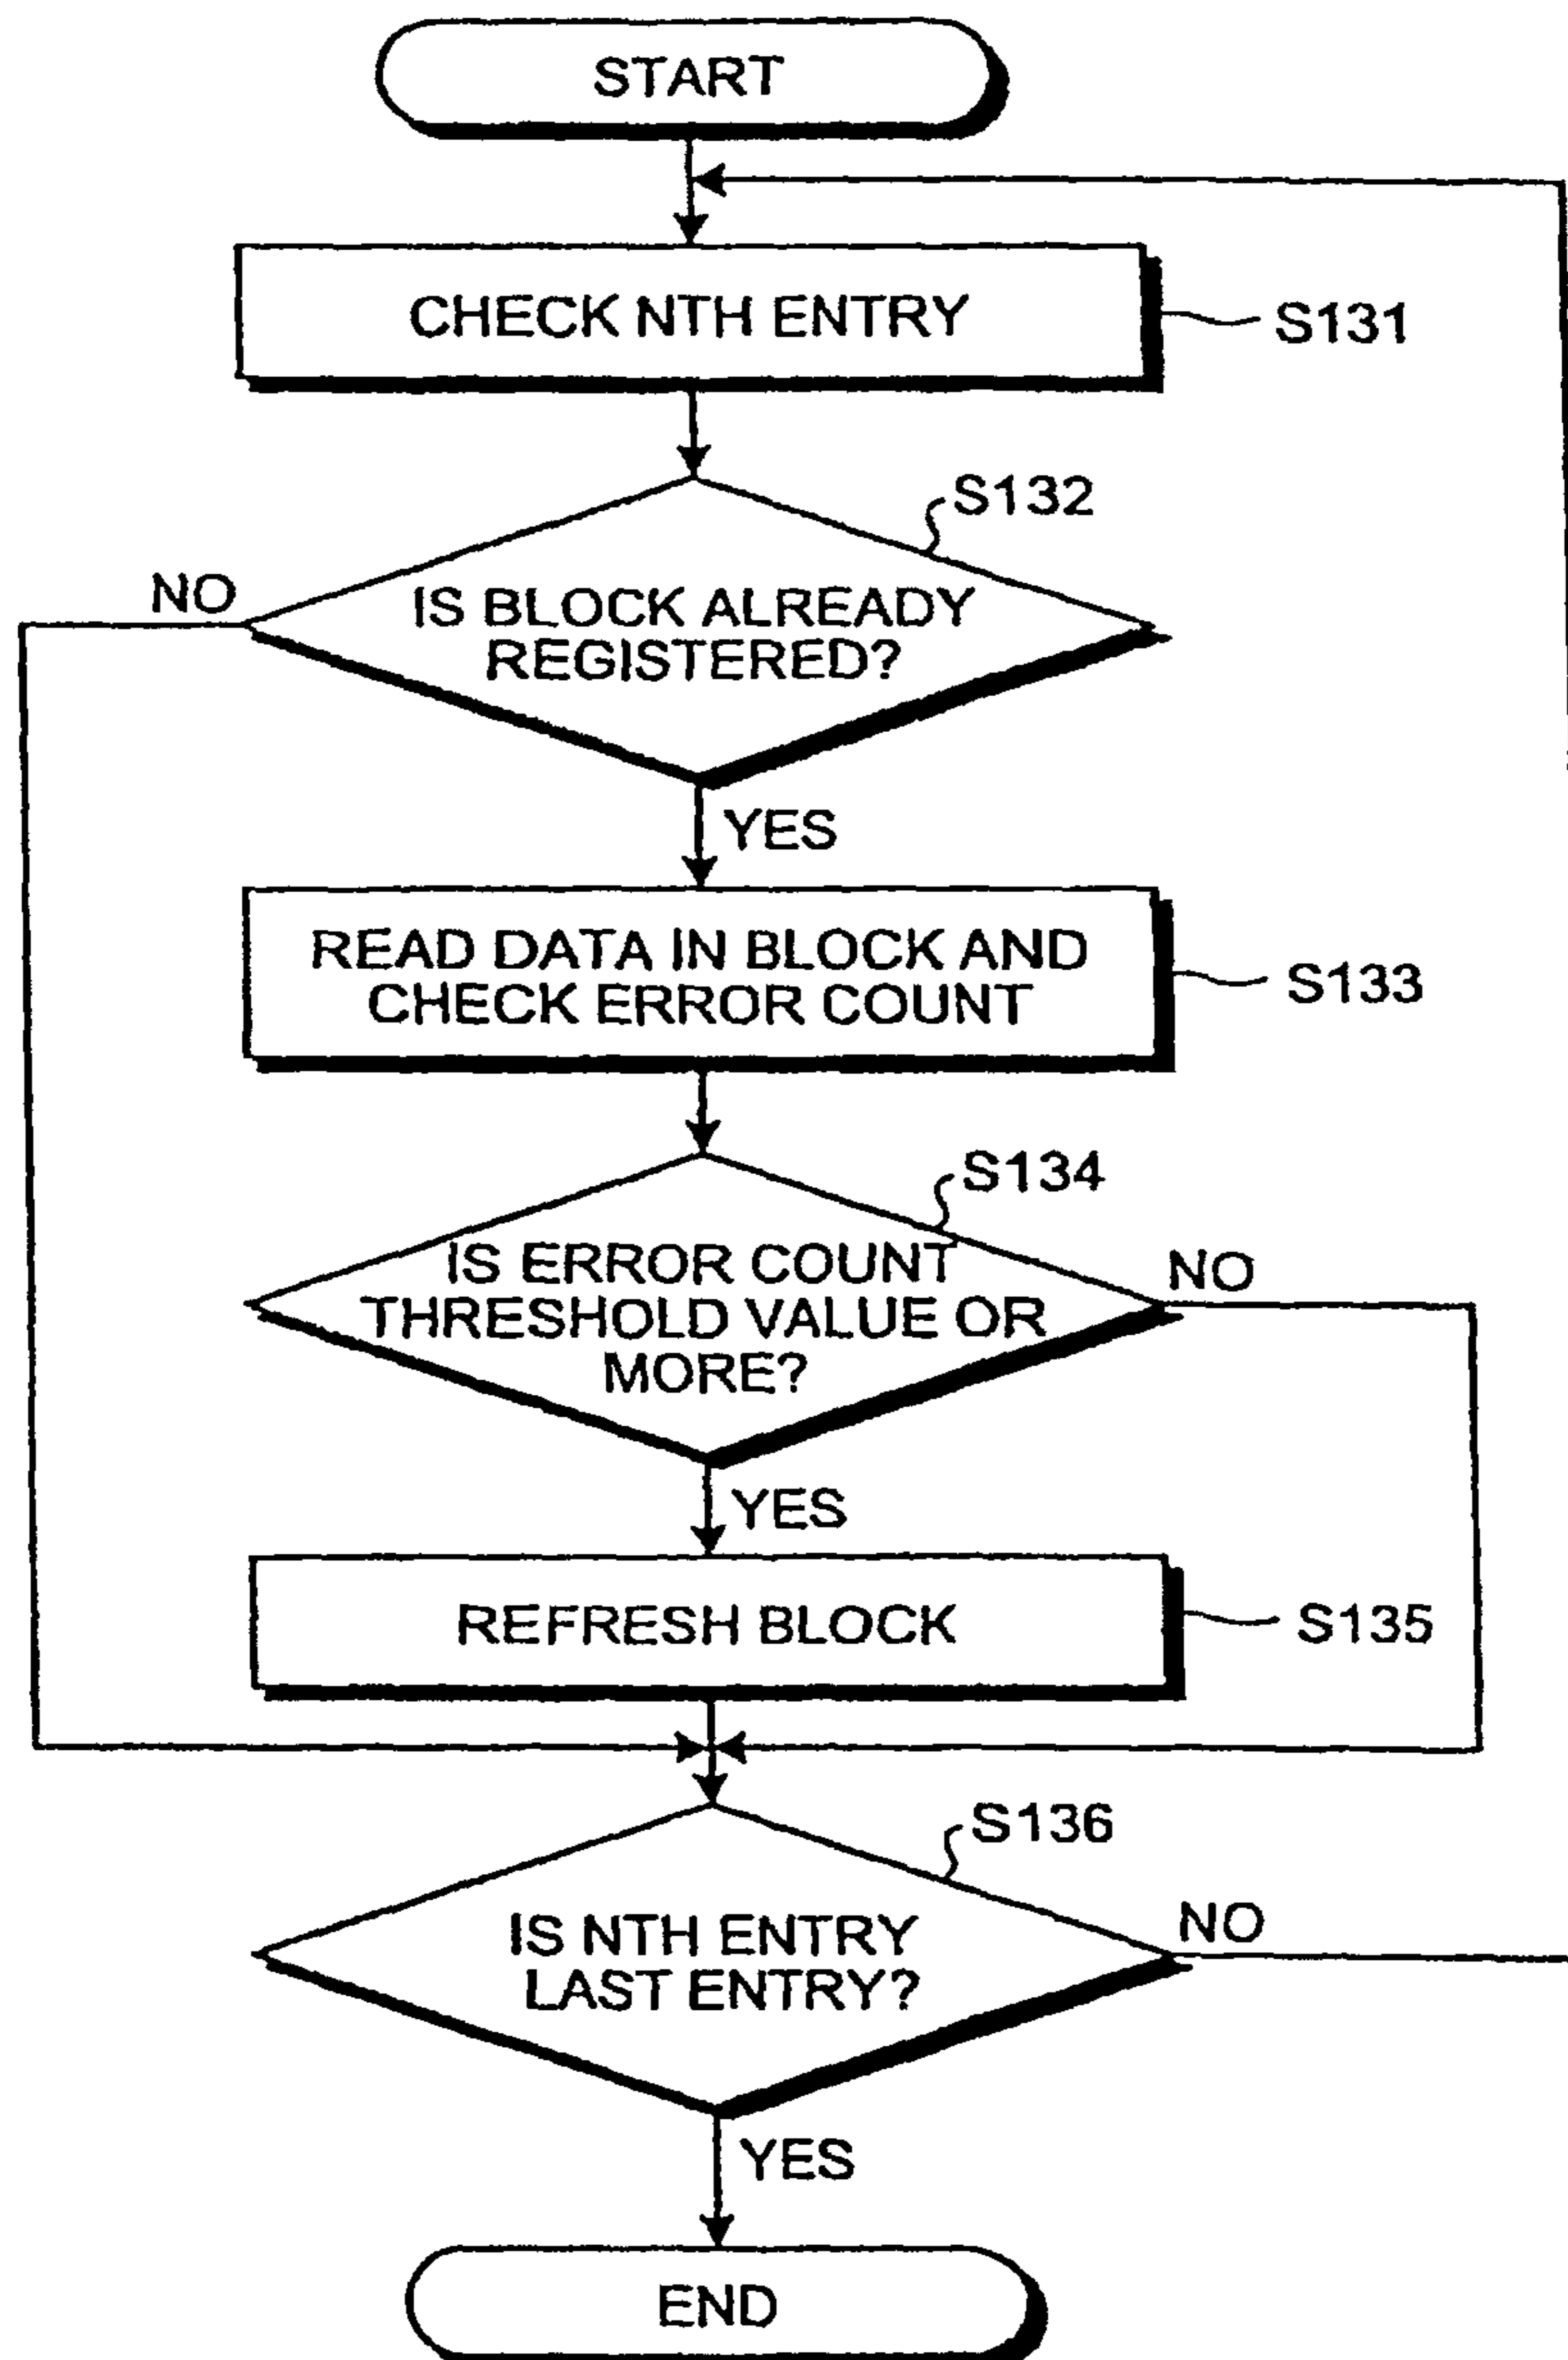 START
CHECK NTH ENTRY
S131
S132
NO
IS BLOCK ALREADY
REGISTERED?
YES
READ DATA IN BLOCK AND
CHECK ERROR COUNT
S133
S134
IS ERROR COUNT
THRESHOLD VALUE OR
MORE?
NO
YES
REFRESH BLOCK
S135
S136
IS NTH ENTRY
LAST ENTRY?
NO
YES
END